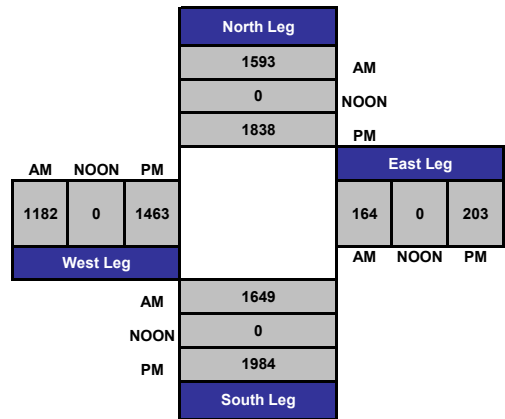 North Leg
1593 AM
0 NOON
1838 PM
AM NOON PM
East Leg
1182 0 1463
164 0 203
West Leg
AM NOON PM
AM 1649
NOON 0
PM 1984
South Leg